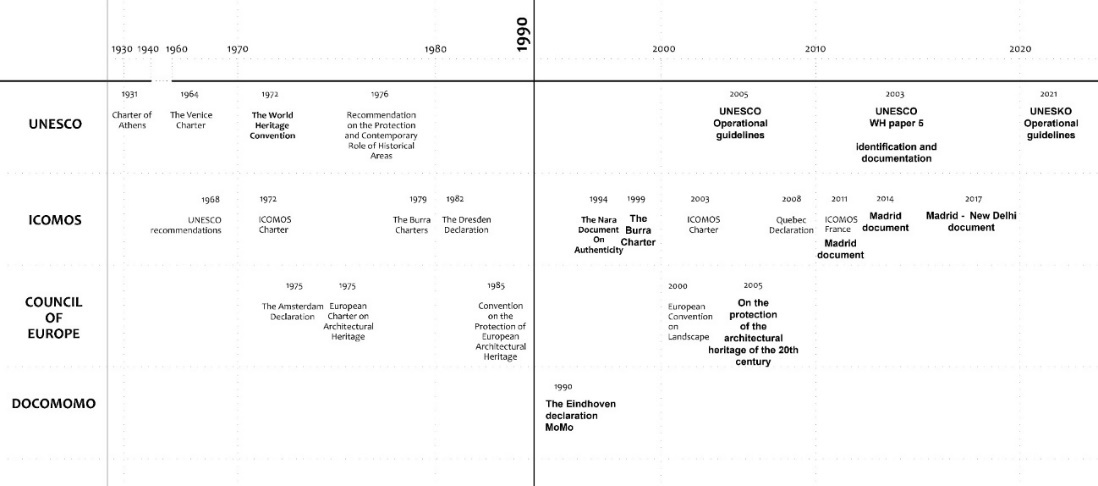 1930 1940 1960 1970 1980 1990 2000 2010 2020
UNESCO
1931
Charter of
Athens
1964
The Venice
Charter
1972
The World
Heritage
Convention
1976
Recommendation
on the Protection
and Contemporary
Role of Historical
Areas
2005
UNESCO
Operational
guidelines
2003
UNESCO
WH paper 5
identification and
documentation
2021
UNESKO
Operational
guidelines
ICOMOS
1968
UNESCO
recommendations
1972
ICOMOS
Charter
1979
The Burra
Charters
1982
The Dresden
Declaration
1994
The Nara
Document
On
Authenticity
1999
The
Burra
Charter
2003
ICOMOS
Charter
2008
Quebec
Declaration
2011
ICOMOS
France
Madrid
document
2014
Madrid
document
2017
Madrid - New Delhi
document
COUNCIL
OF
EUROPE
1975
The Amsterdam
Declaration
1975
European
Charter on
Architectural
Heritage
1985
Convention
on the
Protection of
European
Architectural
Heritage
2000
European
Convention
on
Landscape
2005
On the
protection
of the
architectural
heritage of the 20th
century
DOCOMOMO
1990
The Eindhoven
declaration
MoMo